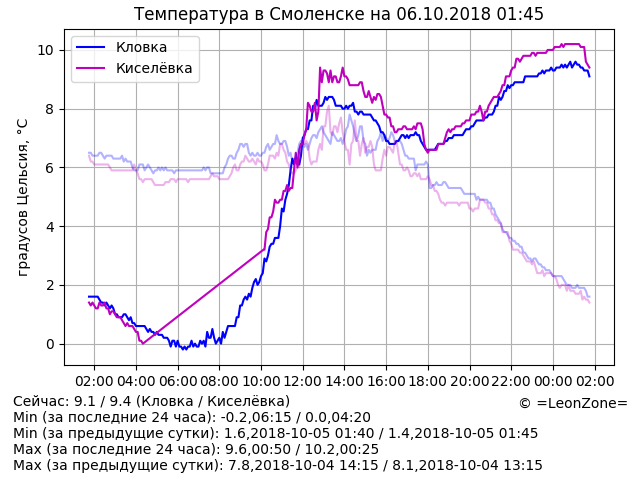 Температура в Смоленске на 06.10.2018 01:45
Кловка
Киселёвка
градусов Цельсия, °C
10
8
6
4
2
0
02:00 04:00 06:00 08:00 10:00 12:00 14:00 16:00 18:00 20:00 22:00 00:00 02:00
Сейчас: 9.1 / 9.4 (Кловка / Киселёвка)
© =LeonZone=
Min (за последние 24 часа): -0.2,06:15 / 0.0,04:20
Min (за предыдущие сутки): 1.6,2018-10-05 01:40 / 1.4,2018-10-05 01:45
Max (за последние 24 часа): 9.6,00:50 / 10.2,00:25
Max (за предыдущие сутки): 7.8,2018-10-04 14:15 / 8.1,2018-10-04 13:15